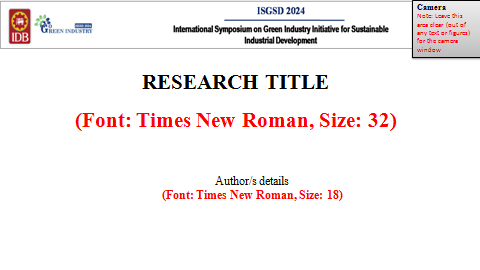 ISGSD 2024
International Symposium on Green Industry Initiative for Sustainable
Industrial Development
IDB
GREEN INDUSTRY
Camera
Note: Leave this
area clear (out of
any text or figures)
for the camera
window
RESEARCH TITLE
(Font: Times New Roman, Size: 32)
Author/s details
(Font: Times New Roman, Size: 18)